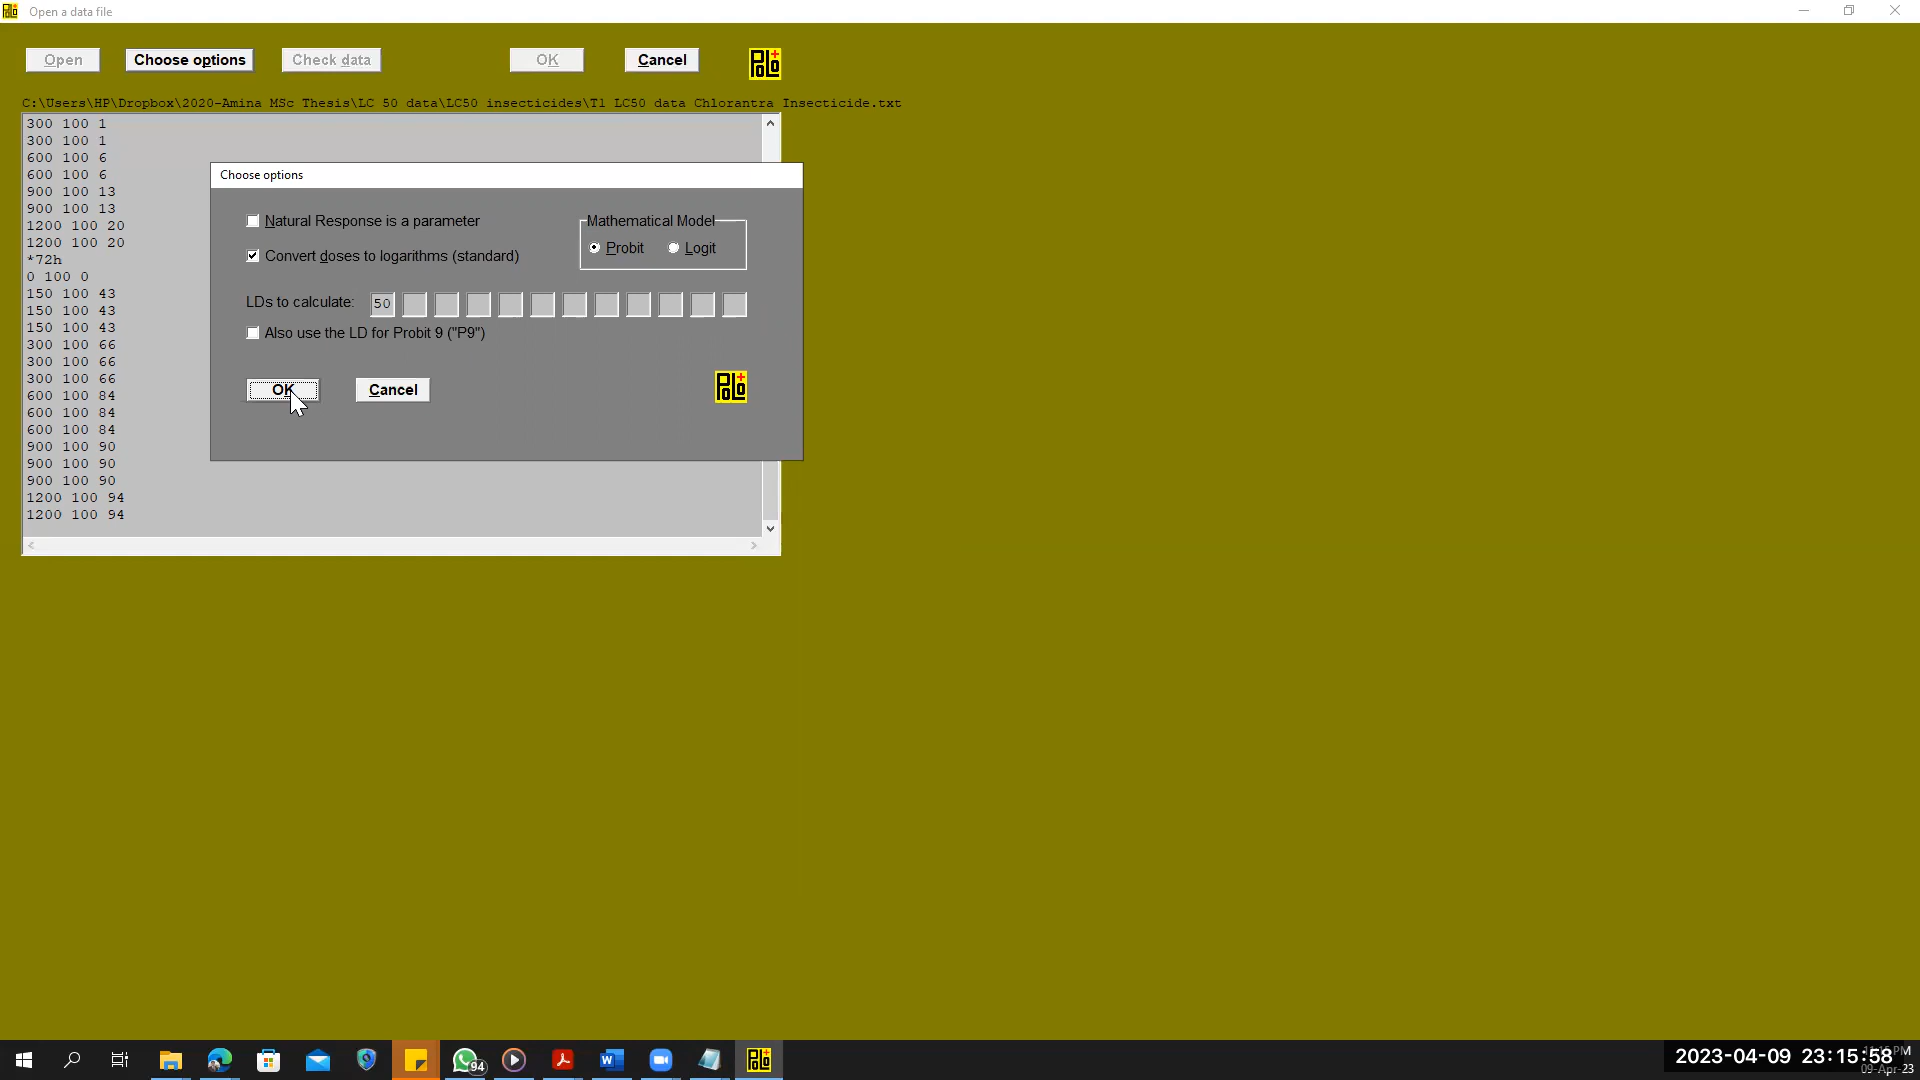 Open a data file
Open Choose options Check data OK Cancel
C:\Users\HP\Dropbox\2020-Amina MSc Thesis\LC 50 data\LC50 insecticides\T1 LC50 data Chlorantra Insecticide.txt
300 100 1
300 100 1
600 100 6
600 100 6
900 100 13
900 100 13
1200 100 20
1200 100 20
*72h
0 100 0
150 100 43
150 100 43
150 100 43
300 100 66
300 100 66
300 100 66
600 100 84
600 100 84
600 100 84
900 100 90
900 100 90
900 100 90
1200 100 94
1200 100 94
Choose options
Natural Response is a parameter
Convert doses to logarithms (standard)
Mathematical Model
Probit Logit
LDs to calculate: 50
Also use the LD for Probit 9 ("P9")
OK Cancel
PoLo+
PoLo+
94
2023-04-09 23:15:58
09-Apr-23